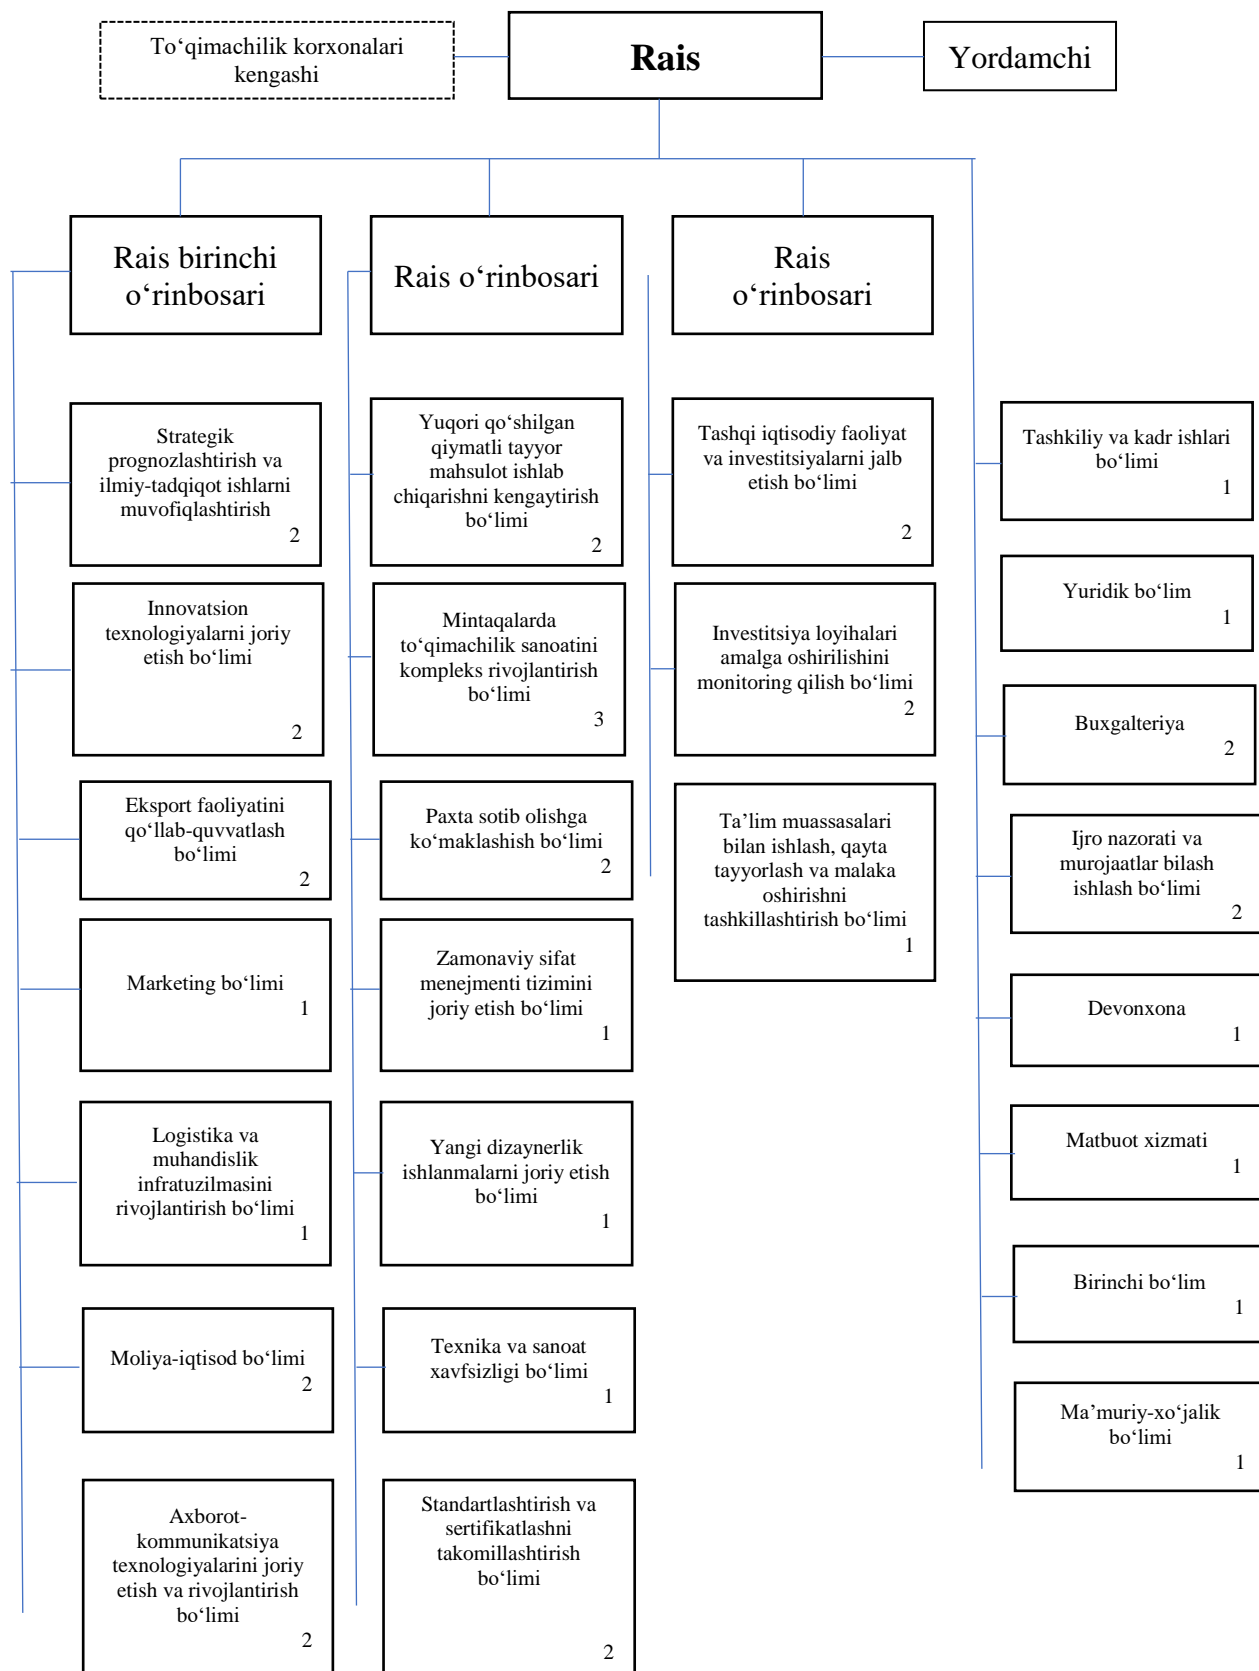 To‘qimachilik korxonalari
kengashi
Rais
Yordamchi
Rais birinchi
o‘rinbosari
Rais o‘rinbosari
Rais
o‘rinbosari
Strategik
prognozlashtirish va
ilmiy-tadqiqot ishlarni
muvofiqlashtirish
2
Innovatsion
texnologiyalarni joriy
etish bo‘limi
2
Eksport faoliyatini
qo‘llab-quvvatlash
bo‘limi
2
Marketing bo‘limi
1
Logistika va
muhandislik
infratuzilmasini
rivojlantirish bo‘limi
1
Moliya-iqtisod bo‘limi
2
Axborot-
kommunikatsiya
texnologiyalarini joriy
etish va rivojlantirish
bo‘limi
2
Yuqori qo‘shilgan
qiymatli tayyor
mahsulot ishlab
chiqarishni kengaytirish
bo‘limi
2
Mintaqalarda
to‘qimachilik sanoatini
kompleks rivojlantirish
bo‘limi
3
Paxta sotib olishga
ko‘maklashish bo‘limi
2
Zamonaviy sifat
menejmenti tizimini
joriy etish bo‘limi
1
Yangi dizaynerlik
ishlanmalarni joriy etish
bo‘limi
1
Texnika va sanoat
xavfsizligi bo‘limi
1
Standartlashtirish va
sertifikatlashni
takomillashtirish
bo‘limi
2
Tashqi iqtisodiy faoliyat
va investitsiyalarni jalb
etish bo‘limi
2
Investitsiya loyihalari
amalga oshirilishini
monitoring qilish bo‘limi
2
Ta’lim muassasalari
bilan ishlash, qayta
tayyorlash va malaka
oshirishni
tashkillashtirish bo‘limi
1
Tashkiliy va kadr ishlari
bo‘limi
1
Yuridik bo‘lim
1
Buxgalteriya
2
Ijro nazorati va
murojaatlar bilash
ishlash bo‘limi
2
Devonxona
1
Matbuot xizmati
1
Birinchi bo‘lim
1
Ma’muriy-xo‘jalik
bo‘limi
1